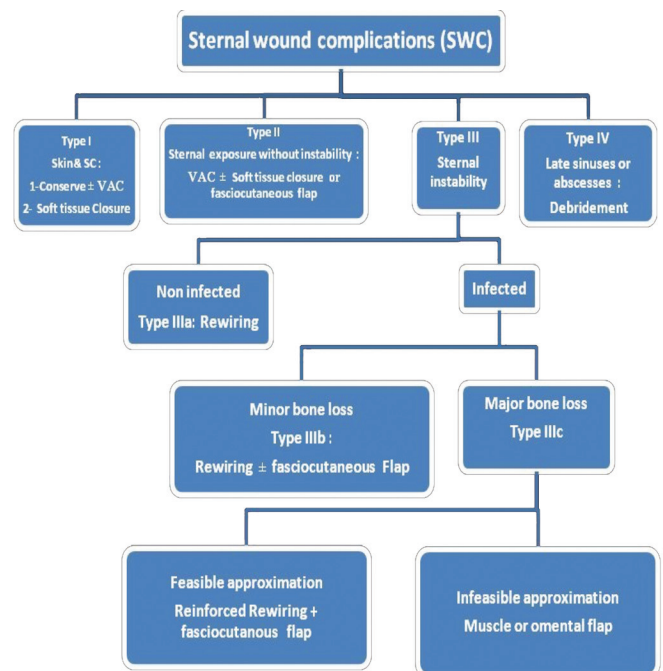 Sternal wound complications (SWC)
Type I
Skin& SC :
1-Conserve ± VAC
2- Soft tissue Closure
Type II
Sternal exposure without instability :
VAC ± Soft tissue closure or
fasciocutaneous flap
Type III
Sternal
instability
Type IV
Late sinuses or
abscesses :
Debridement
Non infected
Type IIIa: Rewiring
Infected
Minor bone loss
Type IIIb :
Rewiring ± fasciocutaneous Flap
Major bone loss
Type IIIc
Feasible approximation
Reinforced Rewiring +
fasciocutanous flap
Infeasible approximation
Muscle or omental flap